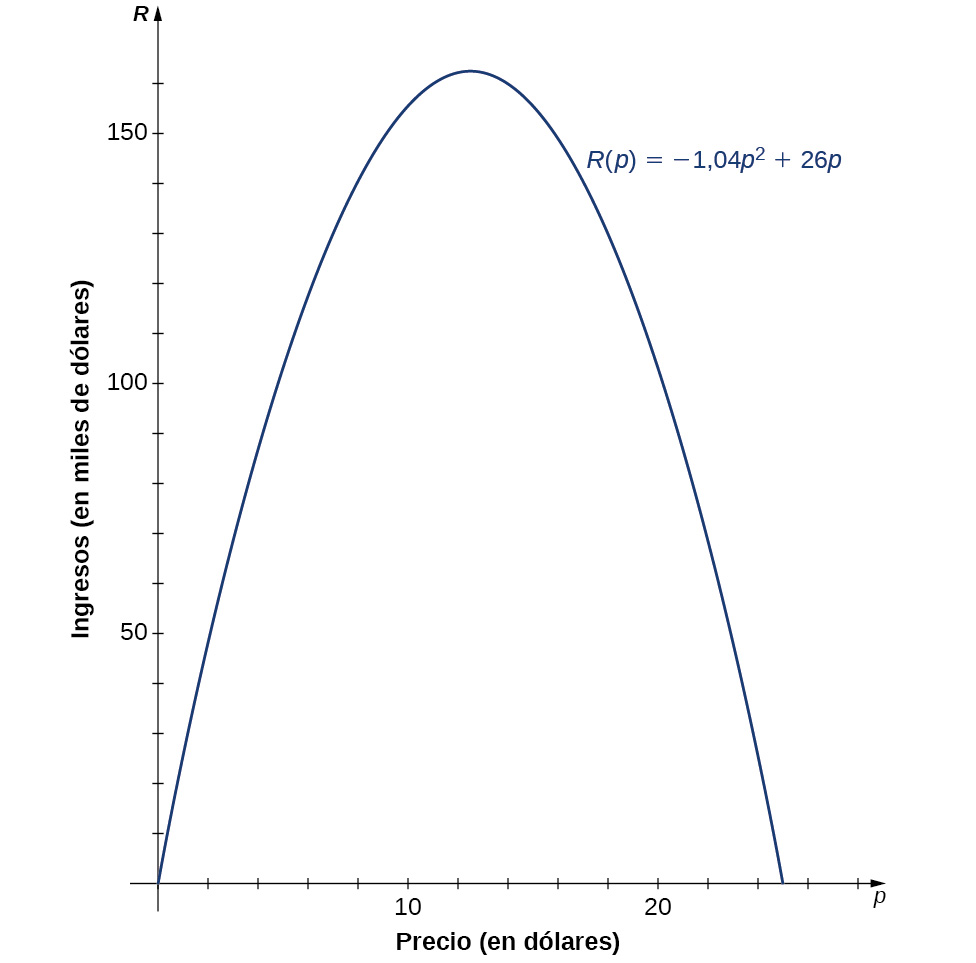 R
150
R(p) = −1,04p² + 26p
100
50
Ingresos (en miles de dólares)
10
20
p
Precio (en dólares)